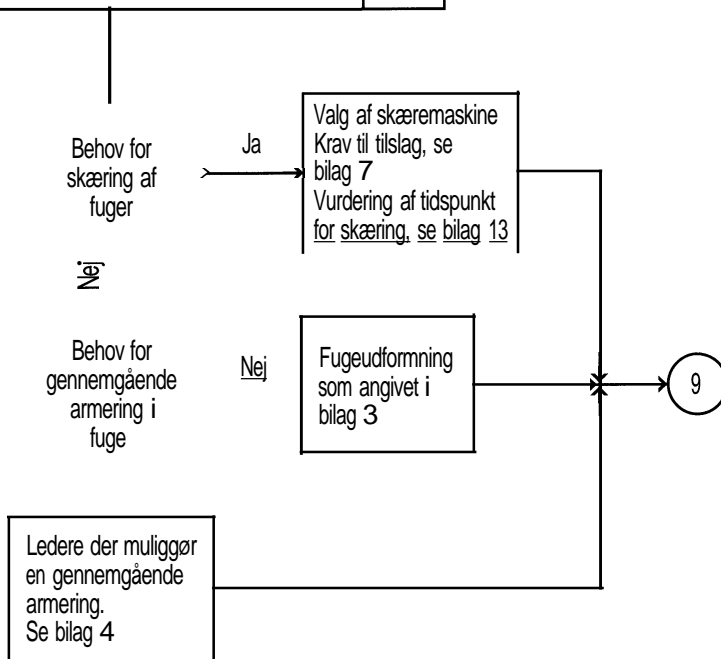 Behov for
skæring af
fuger
Ja
Valg af skæremaskine
Krav til tilslag, se
bilag 7
Vurdering af tidspunkt
for skæring, se bilag 13
Nej
Behov for
gennemgående
armering i
fuge
Nej
Fugeudformning
som angivet i
bilag 3
9
Ledere der muliggør
en gennemgående
armering.
Se bilag 4